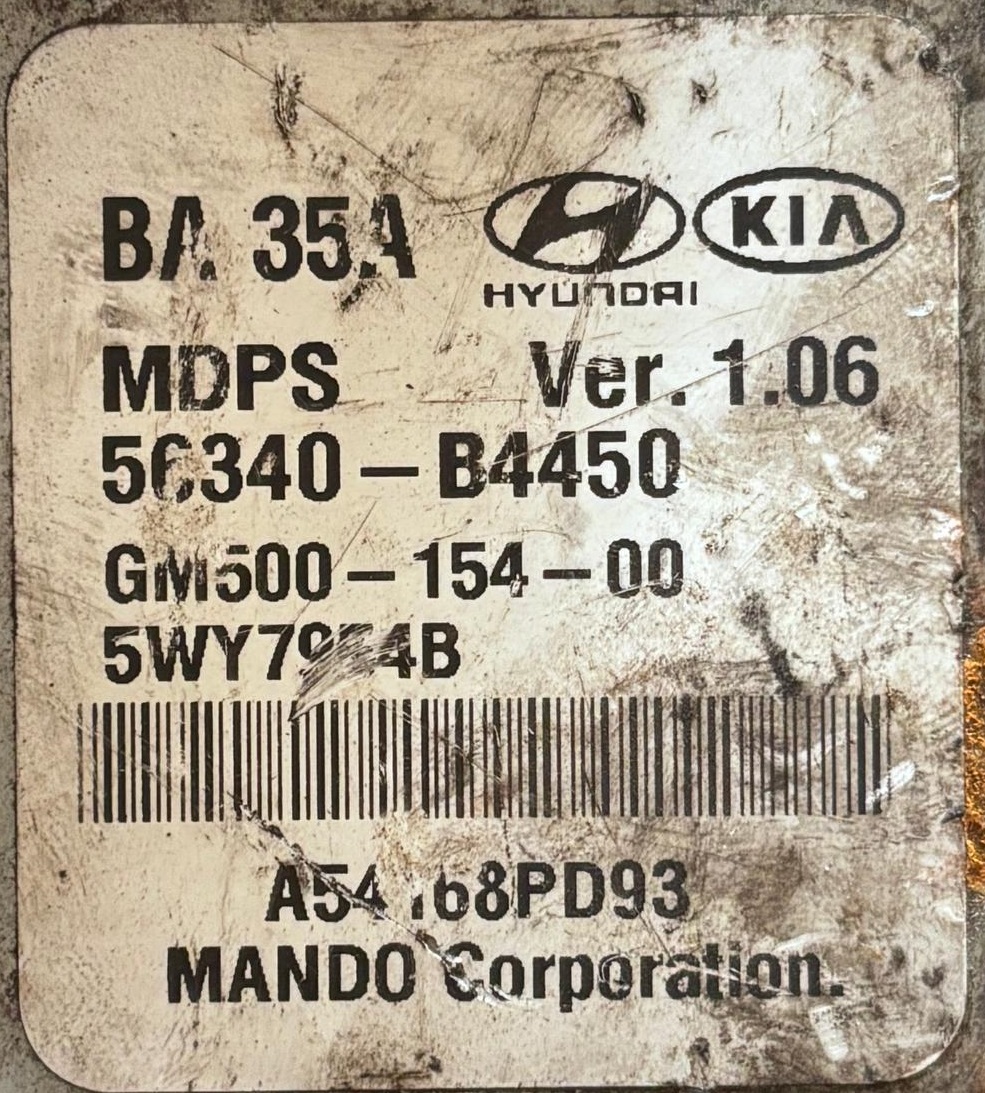 BA 35A HYUNDAI KIA
MDPS Ver. 1.06
56340-B4450
GM500-154-00
MANDO Corporation.